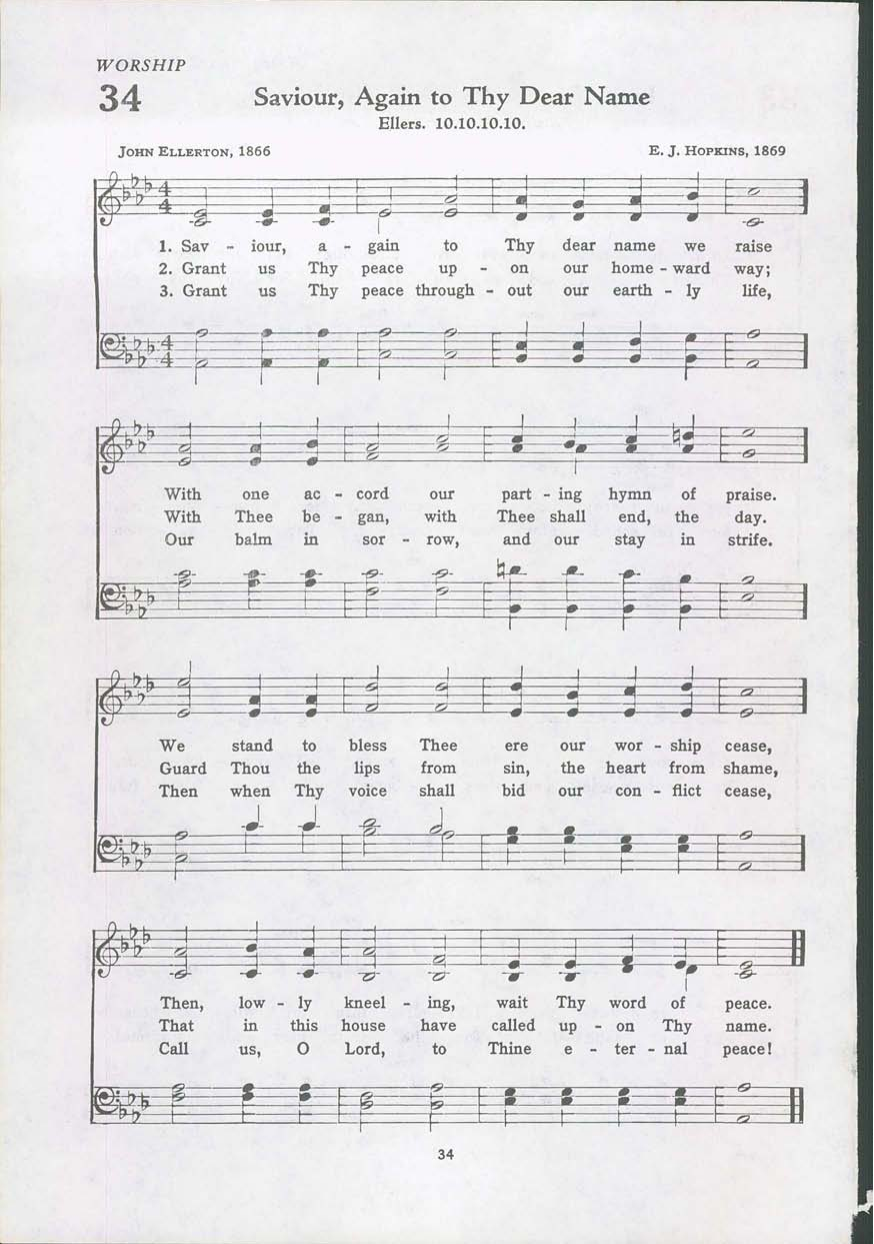 WORSHIP
34 Saviour, Again to Thy Dear Name
Ellers. 10.10.10.10.
JOHN ELLERTON, 1866 E. J. HOPKINS, 1869
1. Sav - iour, a - gain to Thy dear name we raise
2. Grant us Thy peace up - on our home - ward way;
3. Grant us Thy peace through - out our earth - ly life,
With one ac - cord our part - ing hymn of praise.
With Thee be - gan, with Thee shall end, the day.
Our balm in sor - row, and our stay in strife.
We stand to bless Thee ere our wor - ship cease,
Guard Thou the lips from sin, the heart from shame,
Then when Thy voice shall bid our con - flict cease,
Then, low - ly kneel - ing, wait Thy word of peace.
That in this house have called up - on Thy name.
Call us, O Lord, to Thine e - ter - nal peace!
34